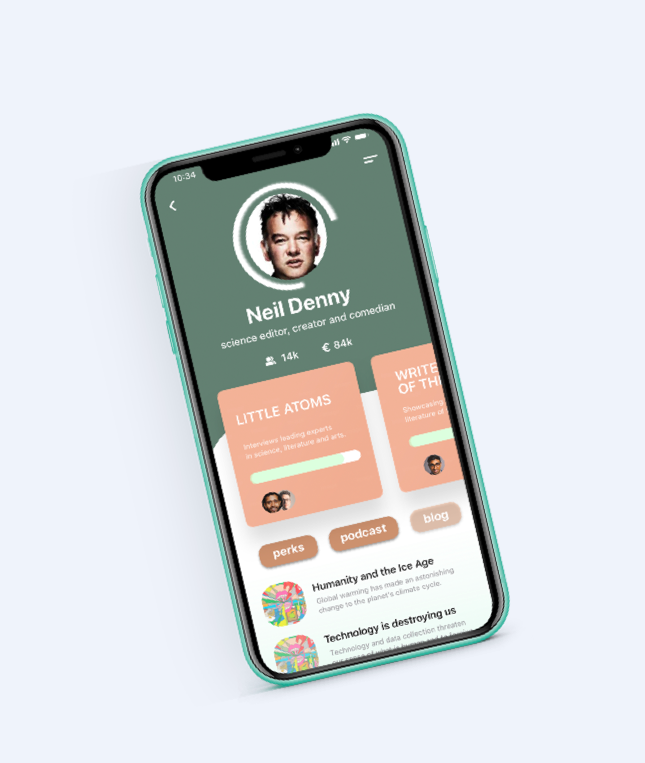 10:34
Neil Denny
science editor, creator and comedian
14k
€ 84k
LITTLE ATOMS
Interviews leading experts
in science, literature and arts.
WRITE
OF TH
Showcasing
literature of
perks
podcast
blog
Humanity and the Ice Age
Global warming has made an astonishing
change to the planet's climate cycle.
Technology is destroying us
Technology and data collection threaten